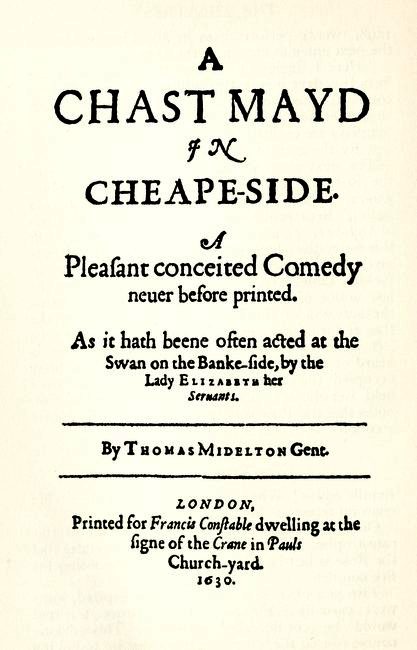 A
CHAST MAYD
IN
CHEAPE-SIDE.
A
Pleaſant conceited Comedy
neuer before printed.
As it hath beene often acted at the
Swan on the Banke-ſide, by the
Lady ELIZABETH her
Seruants.
By THOMAS MIDELTON Gent.
LONDON,
Printed for Francis Conſtable dwelling at the
ſigne of the Crane in Pauls
Church-yard.
1630.